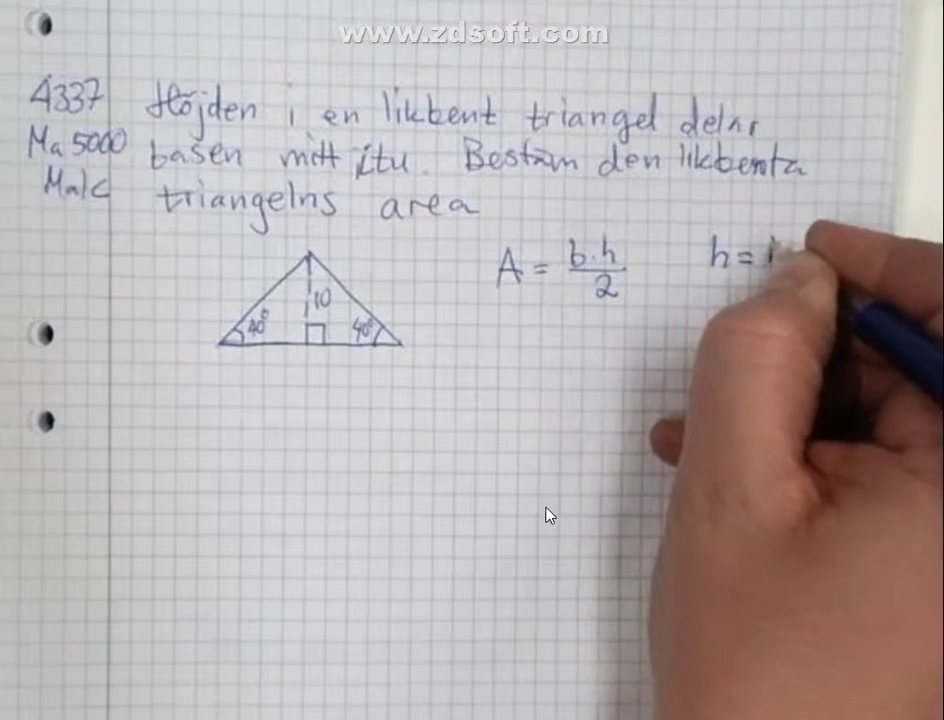 www.zdsoft.com
4337 Höjden i en likbent triangel delar
Ma 5000 basen mitt itu. Bestäm den likbenta
Ma1c triangelns area
A = b·h / 2
h =
10
40°
40°